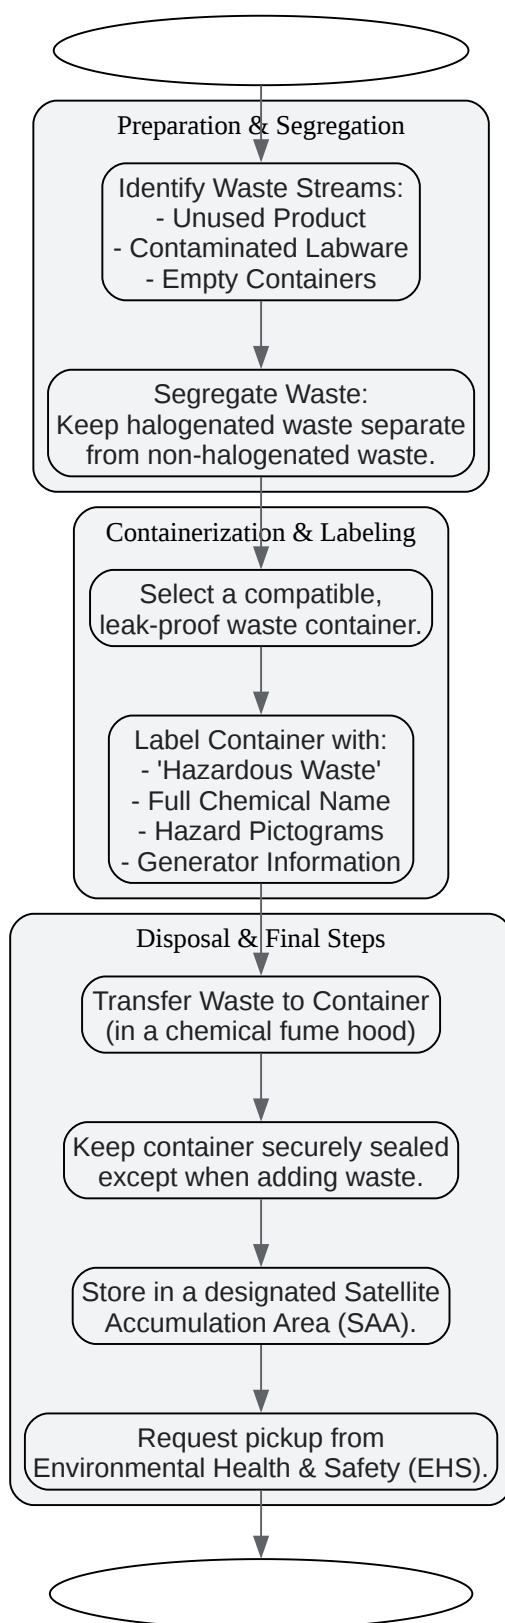 Preparation & Segregation
Identify Waste Streams:
- Unused Product
- Contaminated Labware
- Empty Containers
Segregate Waste:
Keep halogenated waste separate
from non-halogenated waste.
Containerization & Labeling
Select a compatible,
leak-proof waste container.
Label Container with:
- 'Hazardous Waste'
- Full Chemical Name
- Hazard Pictograms
- Generator Information
Disposal & Final Steps
Transfer Waste to Container
(in a chemical fume hood)
Keep container securely sealed
except when adding waste.
Store in a designated Satellite
Accumulation Area (SAA).
Request pickup from
Environmental Health & Safety (EHS).